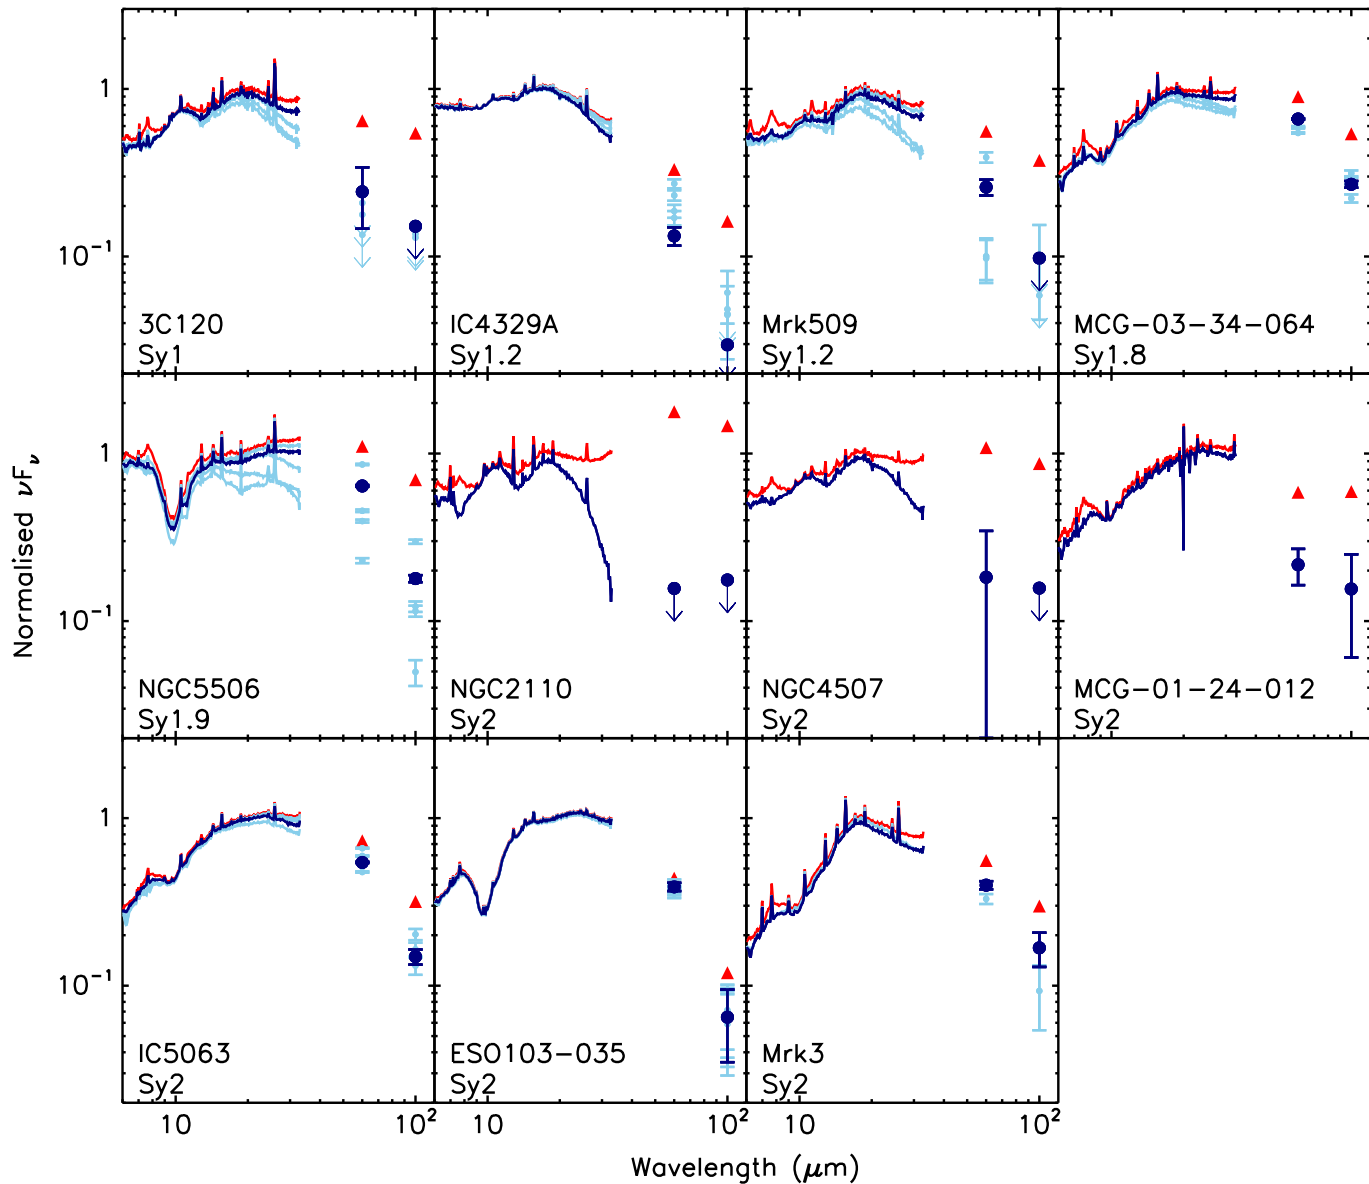 1
10⁻¹
3C120
Sy1
IC4329A
Sy1.2
Mrk509
Sy1.2
MCG-03-34-064
Sy1.8
Normalised νFν
1
10⁻¹
NGC5506
Sy1.9
NGC2110
Sy2
NGC4507
Sy2
MCG-01-24-012
Sy2
1
10⁻¹
IC5063
Sy2
ESO103-035
Sy2
Mrk3
Sy2
10 10² 10 10² 10 10²
Wavelength (μm)